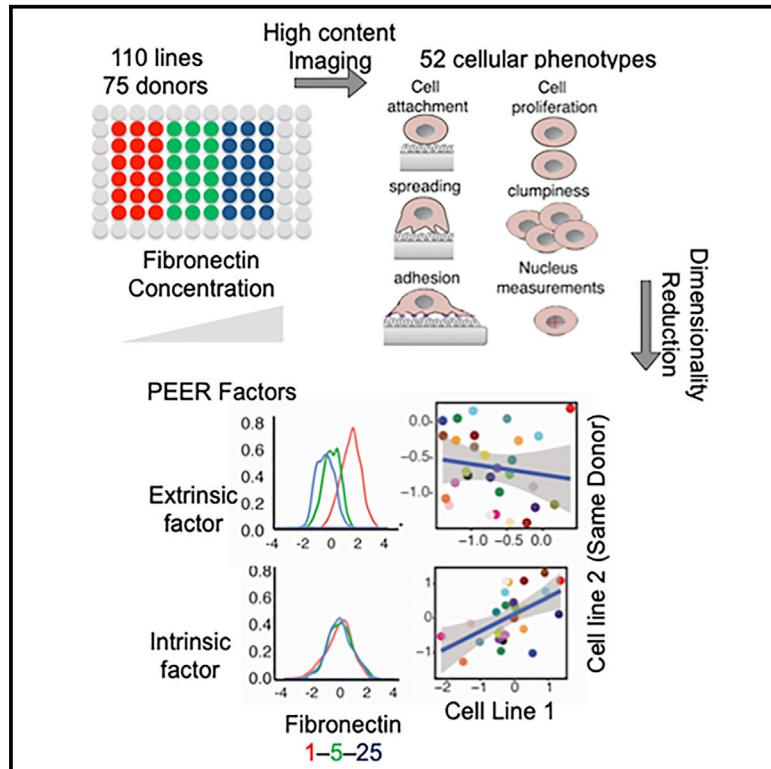 110 lines
75 donors
High content
Imaging
52 cellular phenotypes
Cell
attachment
Cell
proliferation
spreading
clumpiness
adhesion
Nucleus
measurements
Fibronectin
Concentration
Dimensionality
Reduction
PEER Factors
Extrinsic
factor
0.8
0.6
0.4
0.2
0.0
-4 -2 0 2 4
0.0
-0.5
-1.0
-1.0 -0.5 0.0
Intrinsic
factor
0.8
0.6
0.4
0.2
0.0
-4 -2 0 2 4
1
0
-1
-2 -1 0 1
Cell line 2 (Same Donor)
Fibronectin
1–5–25
Cell Line 1